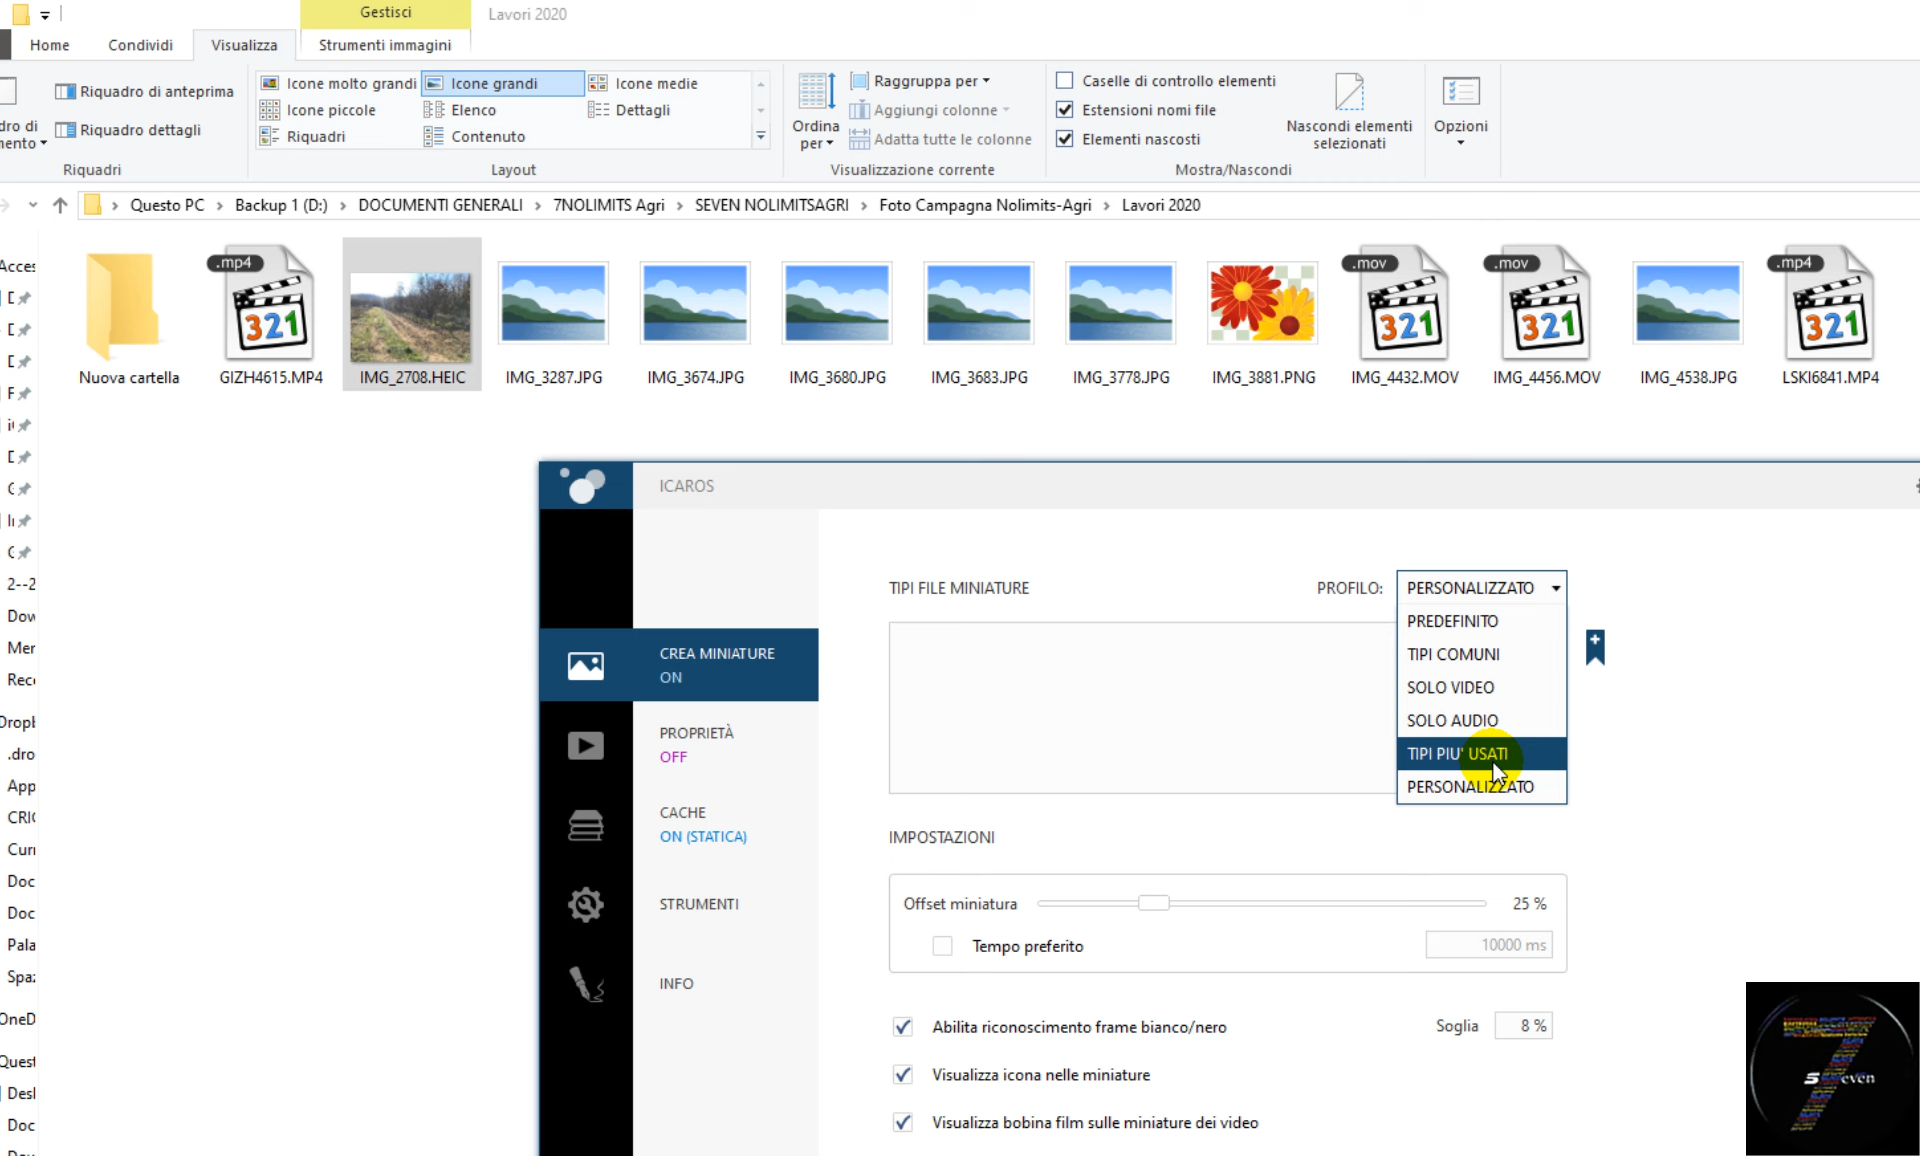 Gestisci
Lavori 2020
Home
Condividi
Visualizza
Strumenti immagini
Riquadro di anteprima
Riquadro dettagli
Riquadri
Icone molto grandi
Icone grandi
Icone medie
Icone piccole
Elenco
Dettagli
Riquadri
Contenuto
Layout
Ordina
per
Raggruppa per
Aggiungi colonne
Adatta tutte le colonne
Visualizzazione corrente
Caselle di controllo elementi
Estensioni nomi file
Elementi nascosti
Nascondi elementi
selezionati
Mostra/Nascondi
Opzioni
Questo PC > Backup 1 (D:) > DOCUMENTI GENERALI > 7NOLIMITS Agri > SEVEN NOLIMITSAGRI > Foto Campagna Nolimits-Agri > Lavori 2020
.mp4
321
.mov
321
.mov
321
.mp4
321
Nuova cartella
GIZH4615.MP4
IMG_2708.HEIC
IMG_3287.JPG
IMG_3674.JPG
IMG_3680.JPG
IMG_3683.JPG
IMG_3778.JPG
IMG_3881.PNG
IMG_4432.MOV
IMG_4456.MOV
IMG_4538.JPG
LSKI6841.MP4
ICAROS
CREA MINIATURE
ON
PROPRIETÀ
OFF
CACHE
ON (STATICA)
STRUMENTI
INFO
TIPI FILE MINIATURE
PROFILO:
PERSONALIZZATO
PREDEFINITO
TIPI COMUNI
SOLO VIDEO
SOLO AUDIO
TIPI PIU' USATI
PERSONALIZZATO
IMPOSTAZIONI
Offset miniatura
25 %
Tempo preferito
10000 ms
Abilita riconoscimento frame bianco/nero
Soglia
8 %
Visualizza icona nelle miniature
Visualizza bobina film sulle miniature dei video